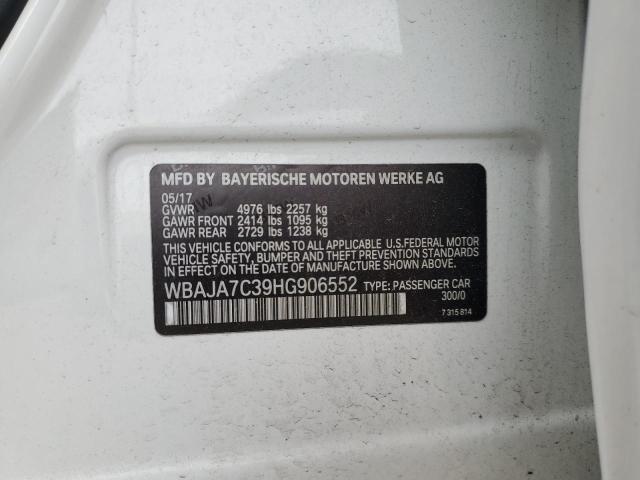 MFD BY BAYERISCHE MOTOREN WERKE AG
05/17
GVWR 4976 lbs 2257 kg
GAWR FRONT 2414 lbs 1095 kg
GAWR REAR 2729 lbs 1238 kg
THIS VEHICLE CONFORMS TO ALL APPLICABLE U.S.FEDERAL MOTOR
VEHICLE SAFETY, BUMPER AND THEFT PREVENTION STANDARDS
IN EFFECT ON THE DATE OF MANUFACTURE SHOWN ABOVE.
WBAJA7C39HG906552 TYPE: PASSENGER CAR
300/0
7 315 814